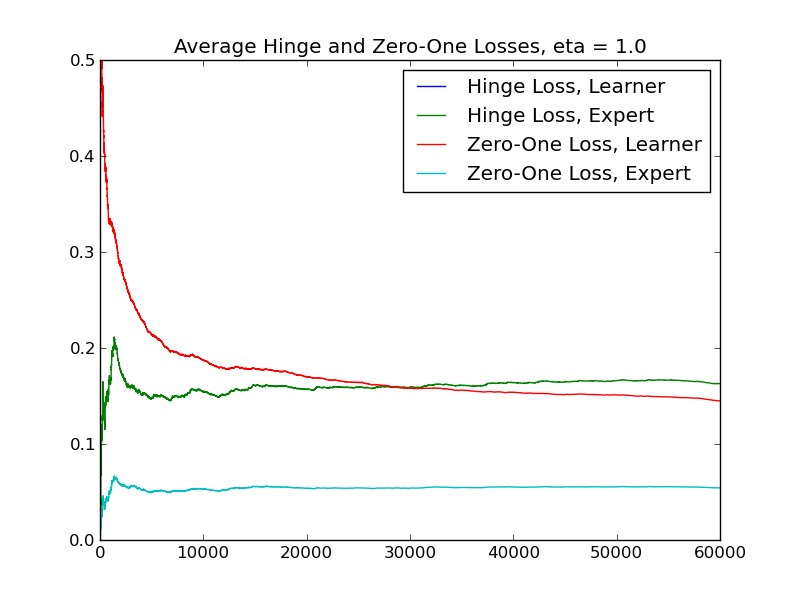 Average Hinge and Zero-One Losses, eta = 1.0
0.5
0.4
0.3
0.2
0.1
0.0
Hinge Loss, Learner
Hinge Loss, Expert
Zero-One Loss, Learner
Zero-One Loss, Expert
0
10000
20000
30000
40000
50000
60000